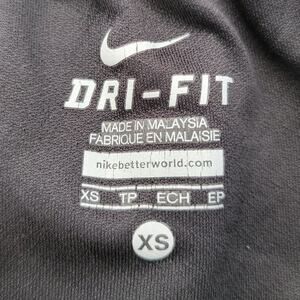 DRI-FIT
MADE IN MALAYSIA
FABRIQUE EN MALAISIE
nikebetterworld.com
XS TP ECH EP
XS